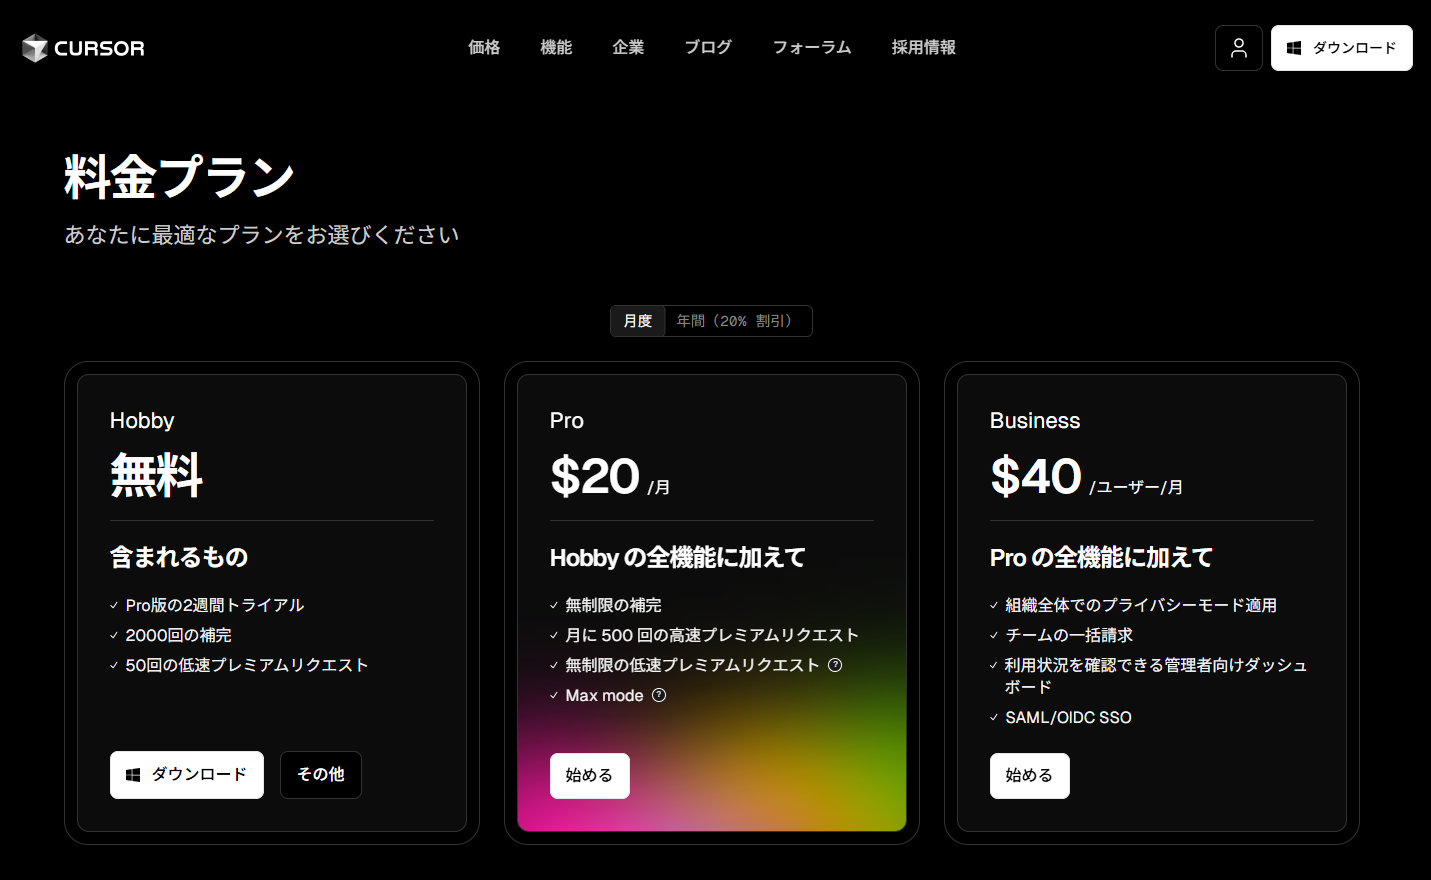 CURSOR
価格 機能 企業 ブログ フォーラム 採用情報
ダウンロード
料金プラン
あなたに最適なプランをお選びください
月度 年間（20% 割引）
Hobby
無料
含まれるもの
Pro版の2週間トライアル
2000回の補完
50回の低速プレミアムリクエスト
ダウンロード その他
Pro
$20 /月
Hobby の全機能に加えて
無制限の補完
月に 500 回の高速プレミアムリクエスト
無制限の低速プレミアムリクエスト ?
Max mode ?
始める
Business
$40 /ユーザー/月
Pro の全機能に加えて
組織全体でのプライバシーモード適用
チームの一括請求
利用状況を確認できる管理者向けダッシュ
ボード
SAML/OIDC SSO
始める